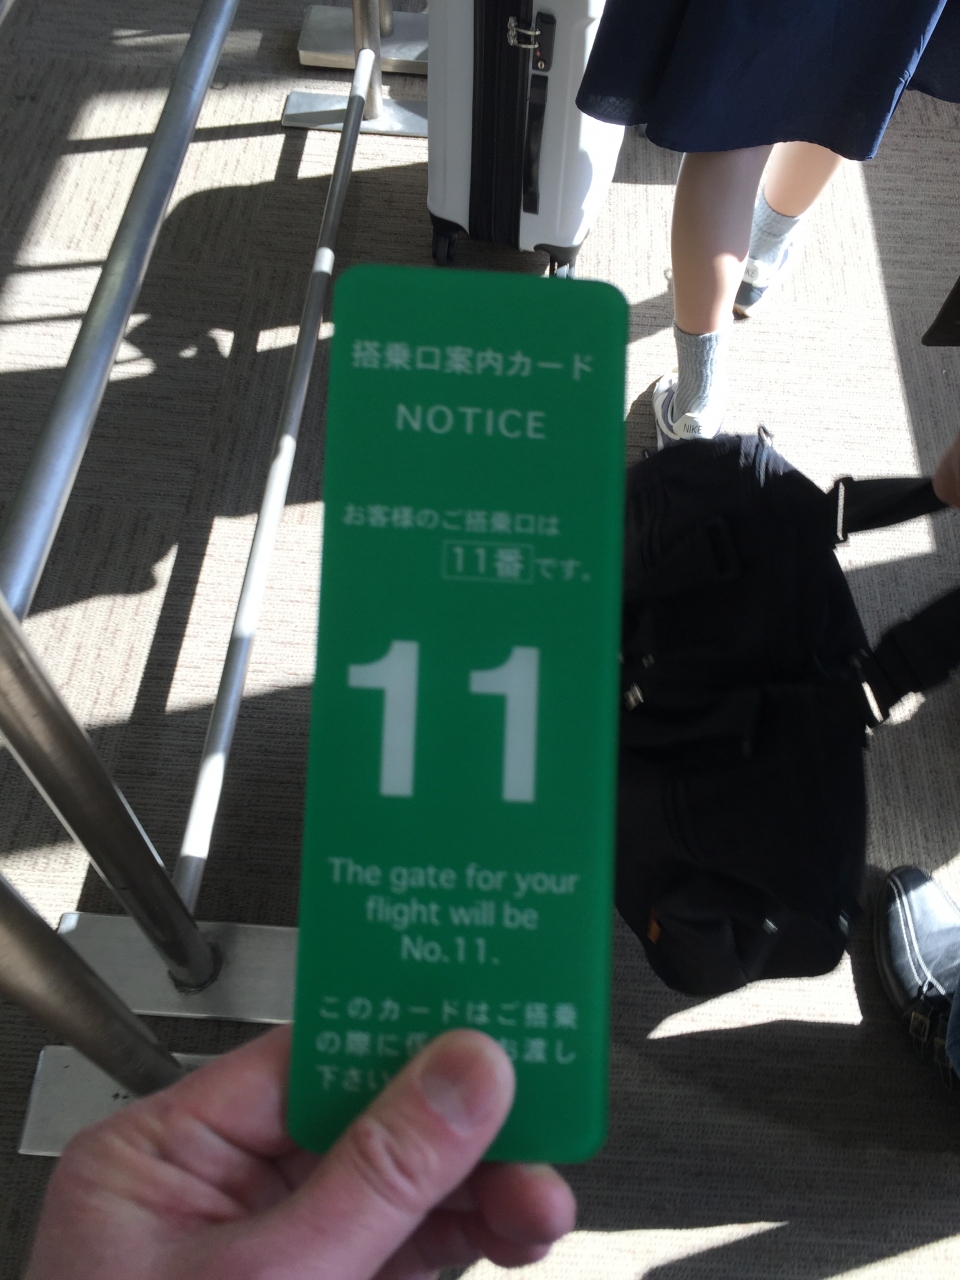 搭乗口案内カード
NOTICE
お客様のご搭乗口は
11番です。
11
The gate for your
flight will be
No.11.
このカードはご搭乗
の際に お渡し
下さい
NIKE